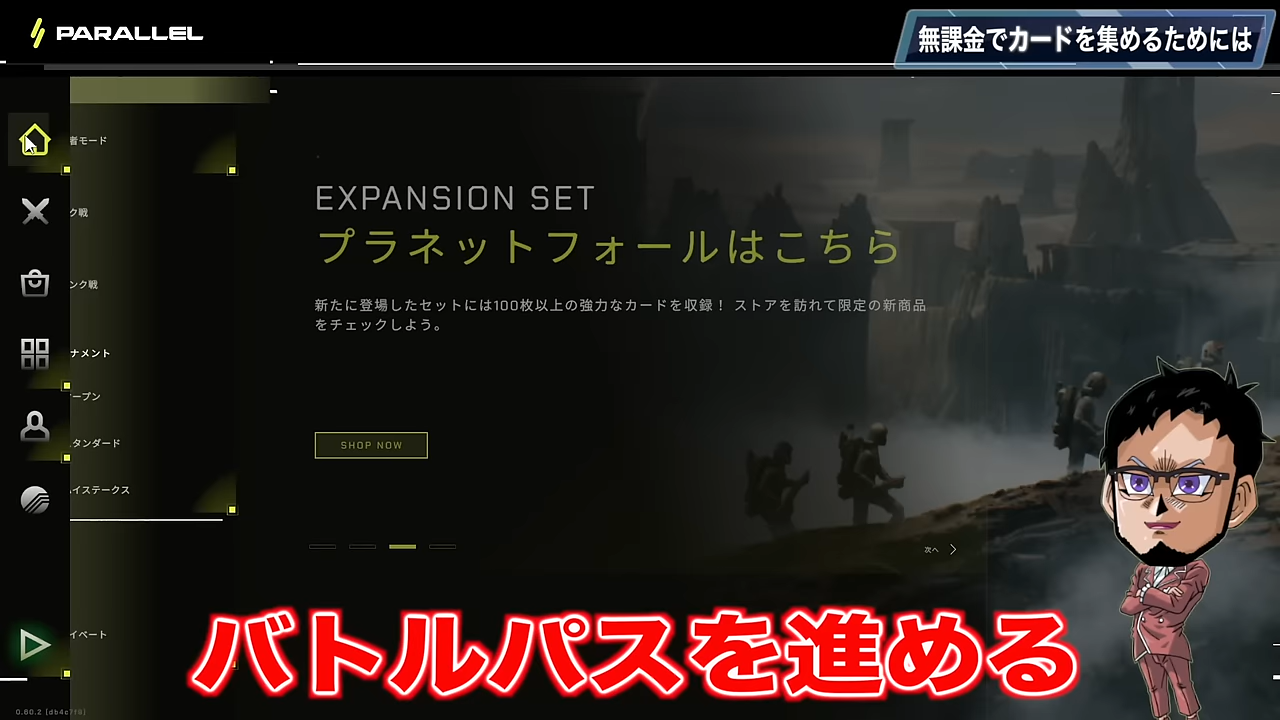 PARALLEL
無課金でカードを集めるためには
者モード
ク戦
ンク戦
ナメント
ープン
タンダード
イステークス
イベート
EXPANSION SET
プラネットフォールはこちら
新たに登場したセットには100枚以上の強力なカードを収録！ ストアを訪れて限定の新商品
をチェックしよう。
SHOP NOW
次へ
バトルパスを進める
0.60.2